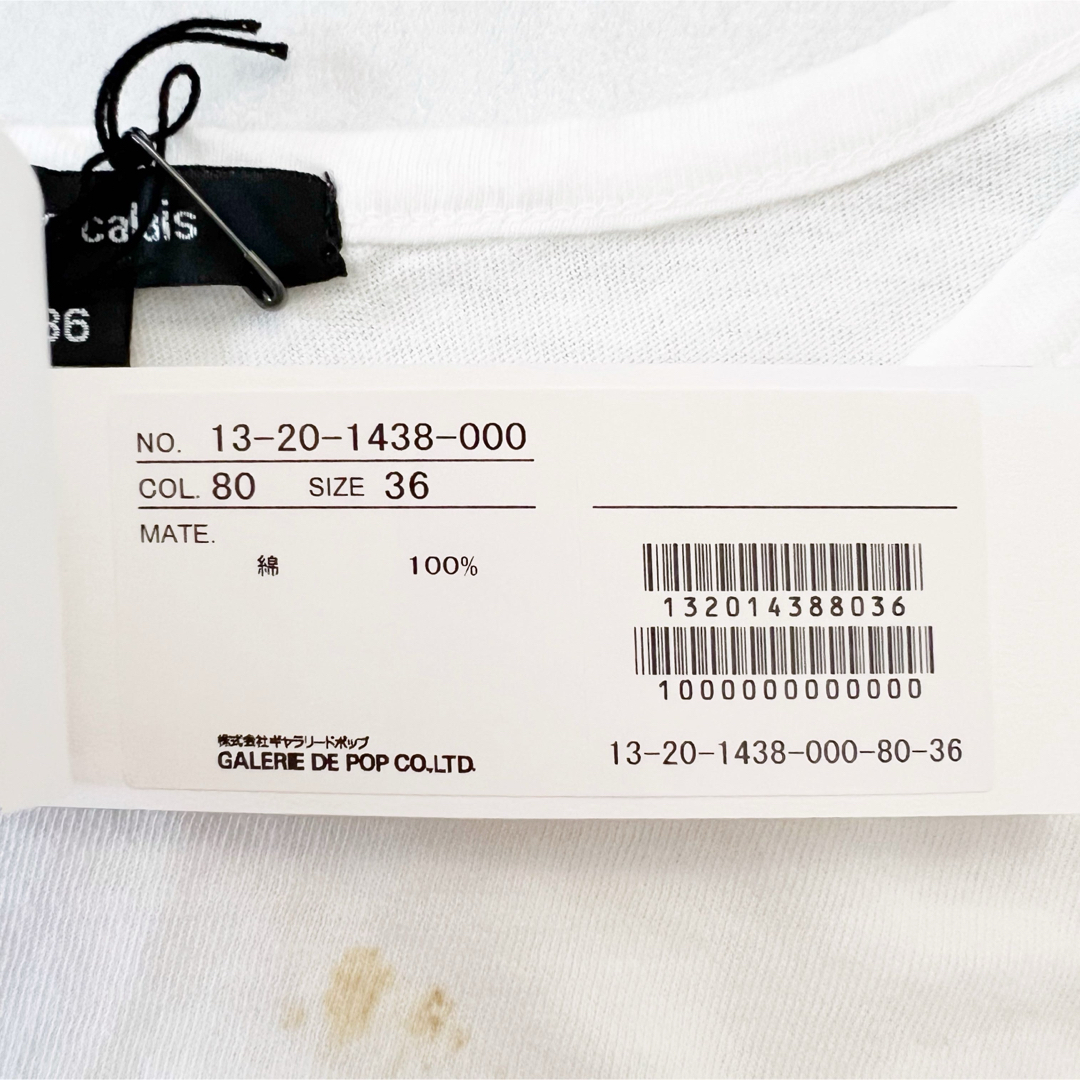 calais
36
NO. 13-20-1438-000
COL. 80 SIZE 36
MATE.
綿 100%
132014388036
1000000000000
株式会社ギャラリードポップ
GALERIE DE POP CO.,LTD.
13-20-1438-000-80-36